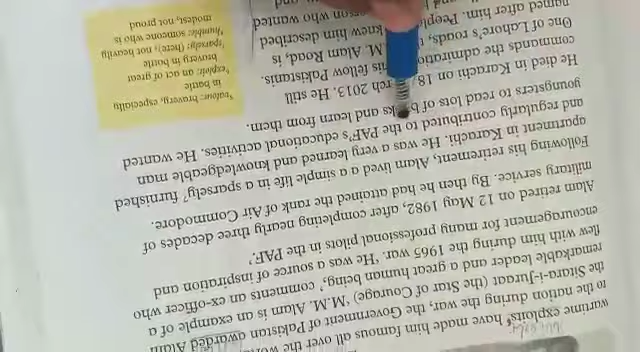 wartime exploits⁶ have made him famous all over the
to the nation during the war, the Government of Pakistan awarded Alam
the Sitara-i-Juraat (the Star of Courage) 'M.M. Alam is an example of a
remarkable leader and a great human being,' comments an ex-officer who
flew with him during the 1965 war. 'He was a source of inspiration and
encouragement for many professional pilots in the PAF.'
Alam retired on 12 May 1982, after completing nearly three decades of
military service. By then he had attained the rank of Air Commodore.
Following his retirement, Alam lived a a simple life in a sparsely⁷ furnished
apartment in Karachi. He was a very learned and knowledgeable man
and regularly contributed to the PAF's educational activities. He wanted
youngsters to read lots of b ks and learn from them.
He died in Karachi on 18 rch 2013. He still
commands the admiration his fellow Pakistanis.
One of Lahore's roads, M.M. Alam Road, is
named after him. People knew him described
son who wanted
⁵valour: bravery, especially
in battle
⁶exploit: an act of great
bravery in battle
⁷sparsely: (here), not heavily
⁸humble: someone who is
modest, not proud